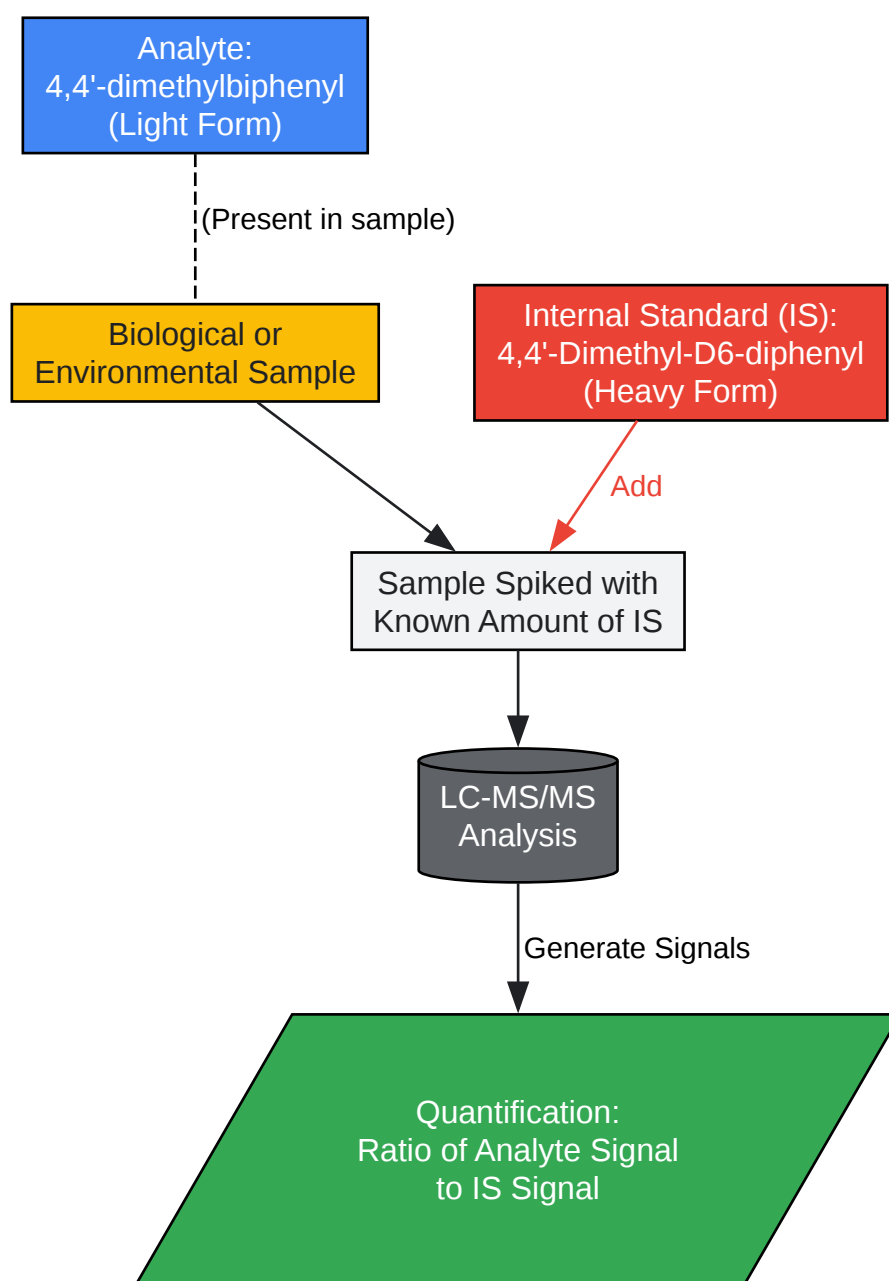 Analyte:
4,4'-dimethylbiphenyl
(Light Form)
(Present in sample)
Biological or
Environmental Sample
Internal Standard (IS):
4,4'-Dimethyl-D6-diphenyl
(Heavy Form)
Add
Sample Spiked with
Known Amount of IS
LC-MS/MS
Analysis
Generate Signals
Quantification:
Ratio of Analyte Signal
to IS Signal